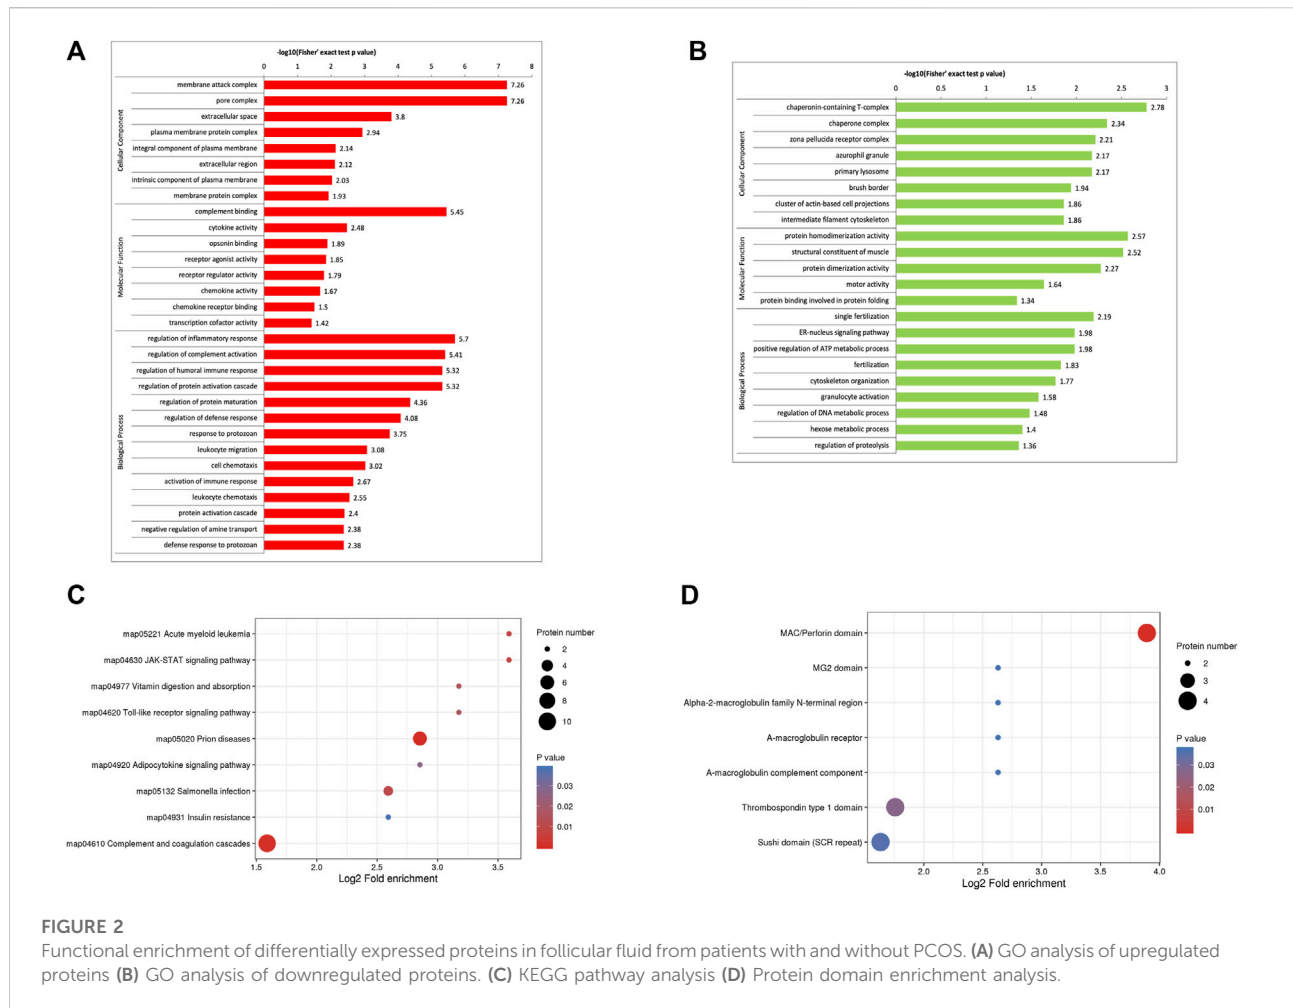 A
-log10(Fisher' exact test p value)
0 1 2 3 4 5 6 7 8
Cellular Component
membrane attack complex 7.26
pore complex 7.26
extracellular space 3.8
plasma membrane protein complex 2.94
integral component of plasma membrane 2.14
extracellular region 2.12
intrinsic component of plasma membrane 2.03
membrane protein complex 1.93
Molecular Function
complement binding 5.45
cytokine activity 2.48
opsonin binding 1.89
receptor agonist activity 1.85
receptor regulator activity 1.79
chemokine activity 1.67
chemokine receptor binding 1.5
transcription cofactor activity 1.42
Biological Process
regulation of inflammatory response 5.7
regulation of complement activation 5.41
regulation of humoral immune response 5.32
regulation of protein activation cascade 5.32
regulation of protein maturation 4.36
regulation of defense response 4.08
response to protozoan 3.75
leukocyte migration 3.08
cell chemotaxis 3.02
activation of immune response 2.67
leukocyte chemotaxis 2.55
protein activation cascade 2.4
negative regulation of amine transport 2.38
defense response to protozoan 2.38
B
-log10(Fisher' exact test p value)
0 0.5 1 1.5 2 2.5 3
Cellular Component
chaperonin-containing T-complex 2.78
chaperone complex 2.34
zona pellucida receptor complex 2.21
azurophil granule 2.17
primary lysosome 2.17
brush border 1.94
cluster of actin-based cell projections 1.86
intermediate filament cytoskeleton 1.86
Molecular Function
protein homodimerization activity 2.57
structural constituent of muscle 2.52
protein dimerization activity 2.27
motor activity 1.64
protein binding involved in protein folding 1.34
Biological Process
single fertilization 2.19
ER-nucleus signaling pathway 1.98
positive regulation of ATP metabolic process 1.98
fertilization 1.83
cytoskeleton organization 1.77
granulocyte activation 1.58
regulation of DNA metabolic process 1.48
hexose metabolic process 1.4
regulation of proteolysis 1.36
C
map05221 Acute myeloid leukemia
map04630 JAK-STAT signaling pathway
map04977 Vitamin digestion and absorption
map04620 Toll-like receptor signaling pathway
map05020 Prion diseases
map04920 Adipocytokine signaling pathway
map05132 Salmonella infection
map04931 Insulin resistance
map04610 Complement and coagulation cascades
1.5 2.0 2.5 3.0 3.5
Log2 Fold enrichment
Protein number
2
4
6
8
10
P value
0.03
0.02
0.01
D
MAC/Perforin domain
MG2 domain
Alpha-2-macroglobulin family N-terminal region
A-macroglobulin receptor
A-macroglobulin complement component
Thrombospondin type 1 domain
Sushi domain (SCR repeat)
2.0 2.5 3.0 3.5 4.0
Log2 Fold enrichment
Protein number
2
3
4
P value
0.03
0.02
0.01
FIGURE 2
Functional enrichment of differentially expressed proteins in follicular fluid from patients with and without PCOS. (A) GO analysis of upregulated
proteins (B) GO analysis of downregulated proteins. (C) KEGG pathway analysis (D) Protein domain enrichment analysis.